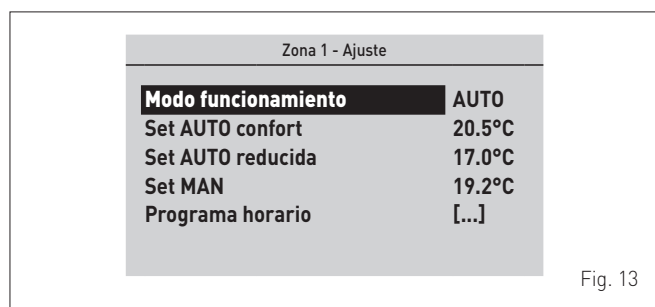 Zona 1 - Ajuste
Modo funcionamiento AUTO
Set AUTO confort 20.5°C
Set AUTO reducida 17.0°C
Set MAN 19.2°C
Programa horario [...]
Fig. 13